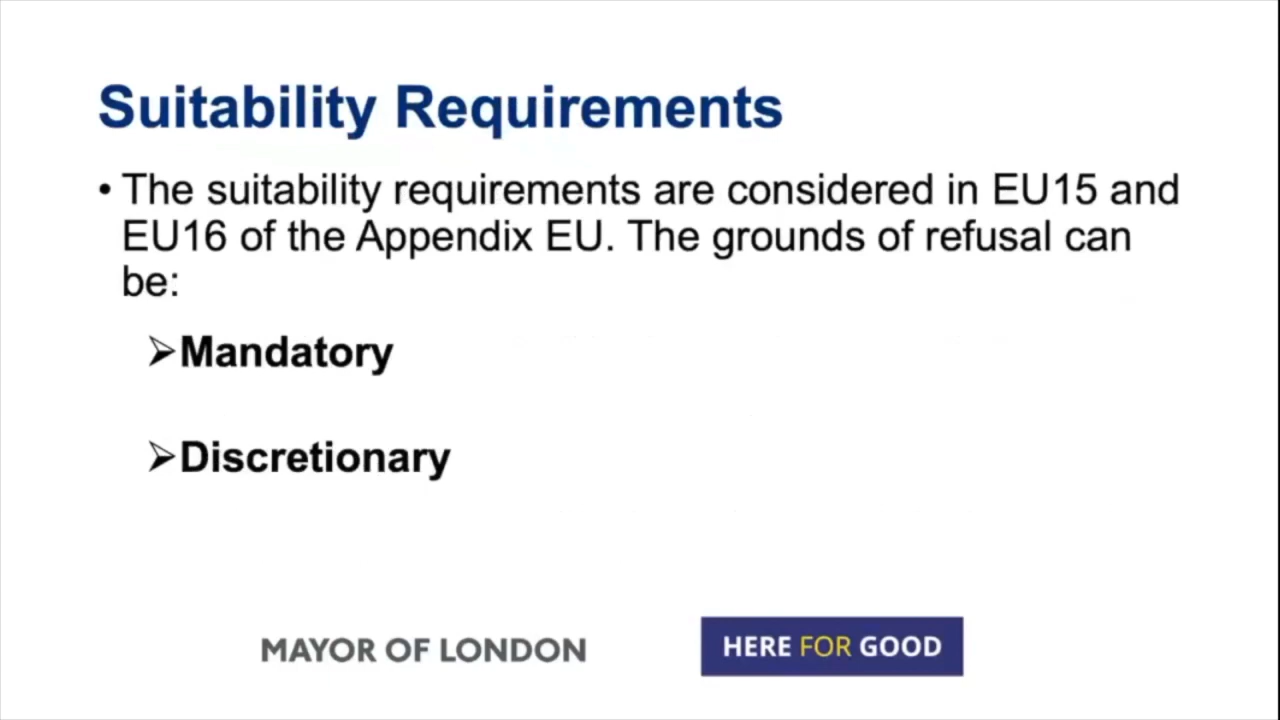 Suitability Requirements
• The suitability requirements are considered in EU15 and
EU16 of the Appendix EU. The grounds of refusal can
be:
➢Mandatory
➢Discretionary
MAYOR OF LONDON
HERE FOR GOOD